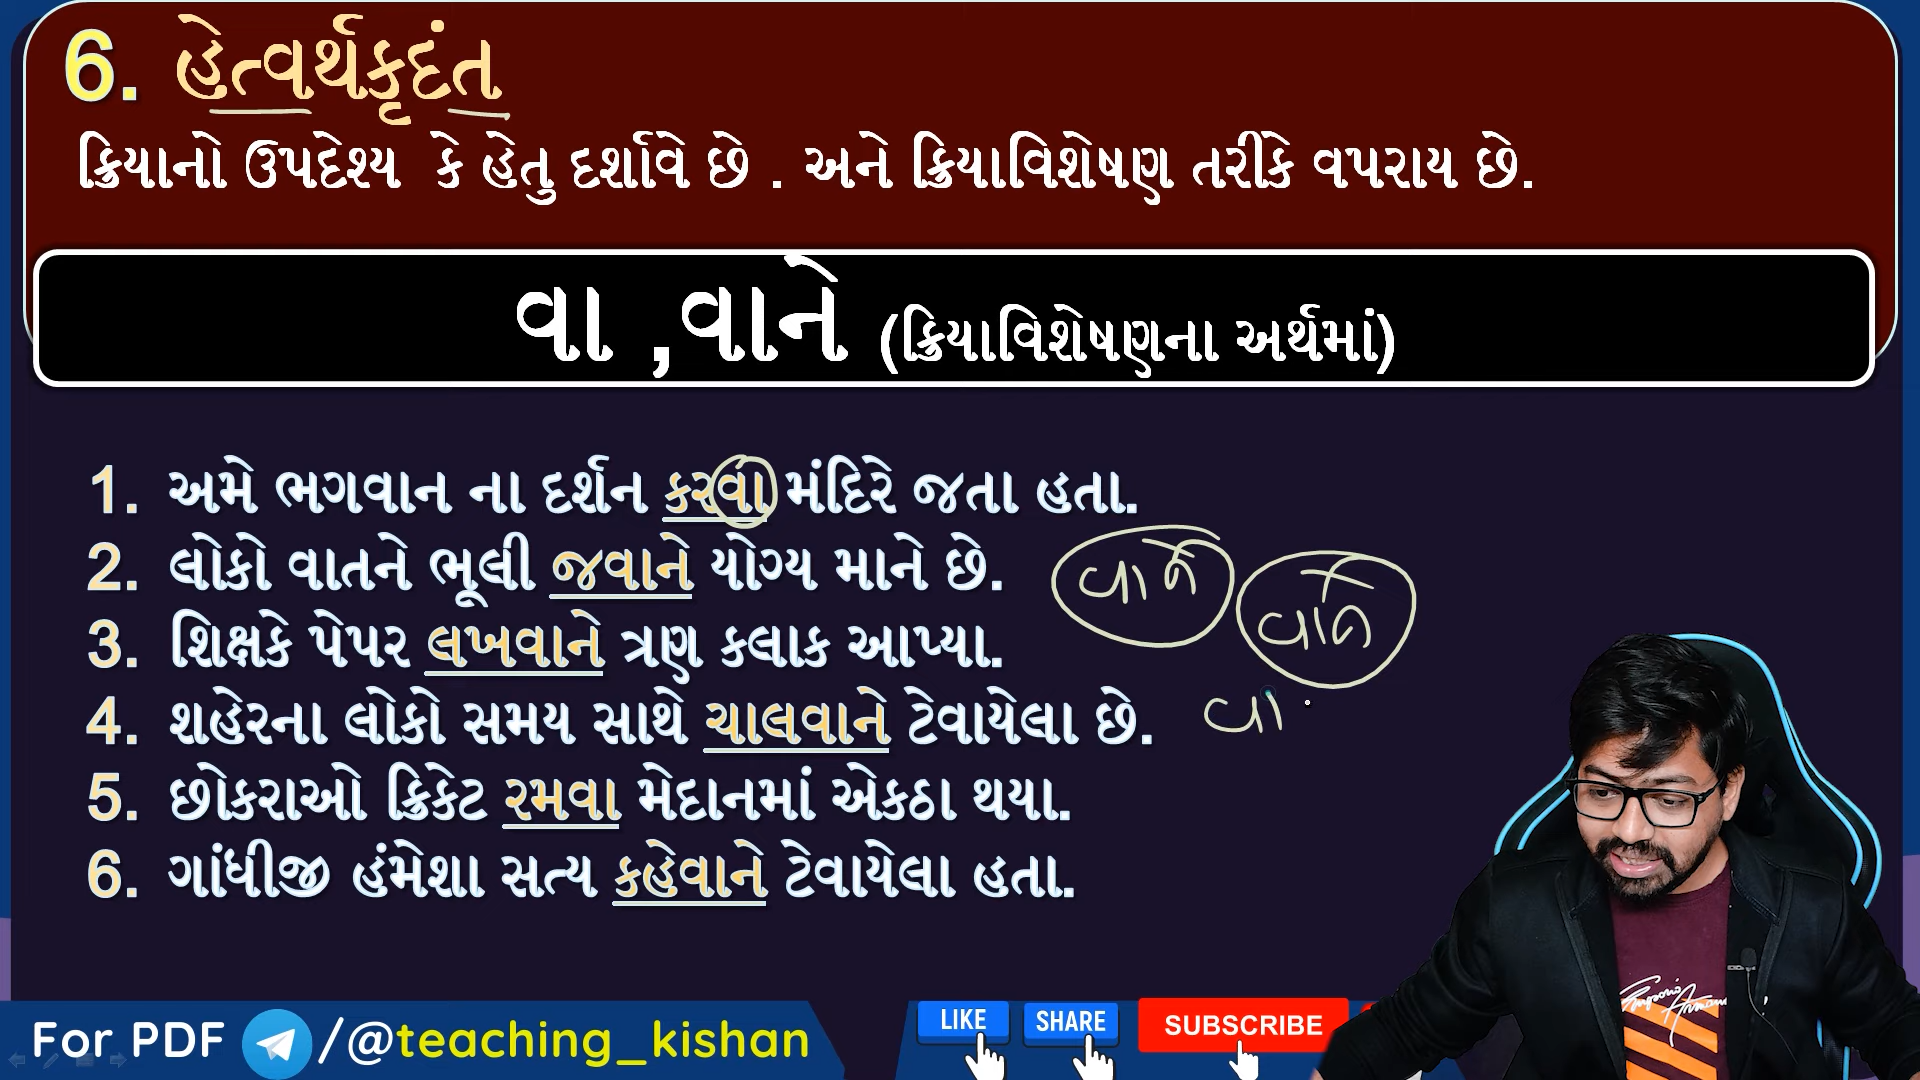 6. હેત્વર્થકૃદંત
ક્રિયાનો ઉપદેશ્ય કે હેતુ દર્શાવે છે . અને ક્રિયાવિશેષણ તરીકે વપરાય છે.
વા ,વાને (ક્રિયાવિશેષણના અર્થમાં)
1. અમે ભગવાન ના દર્શન કરવા મંદિરે જતા હતા.
2. લોકો વાતને ભૂલી જવાને યોગ્ય માને છે.
વાને
વાને
3. શિક્ષકે પેપર લખવાને ત્રણ કલાક આપ્યા.
4. શહેરના લોકો સમય સાથે ચાલવાને ટેવાયેલા છે.
વા
5. છોકરાઓ ક્રિકેટ રમવા મેદાનમાં એકઠા થયા.
6. ગાંધીજી હંમેશા સત્ય કહેવાને ટેવાયેલા હતા.
For PDF /@teaching_kishan
LIKE SHARE SUBSCRIBE